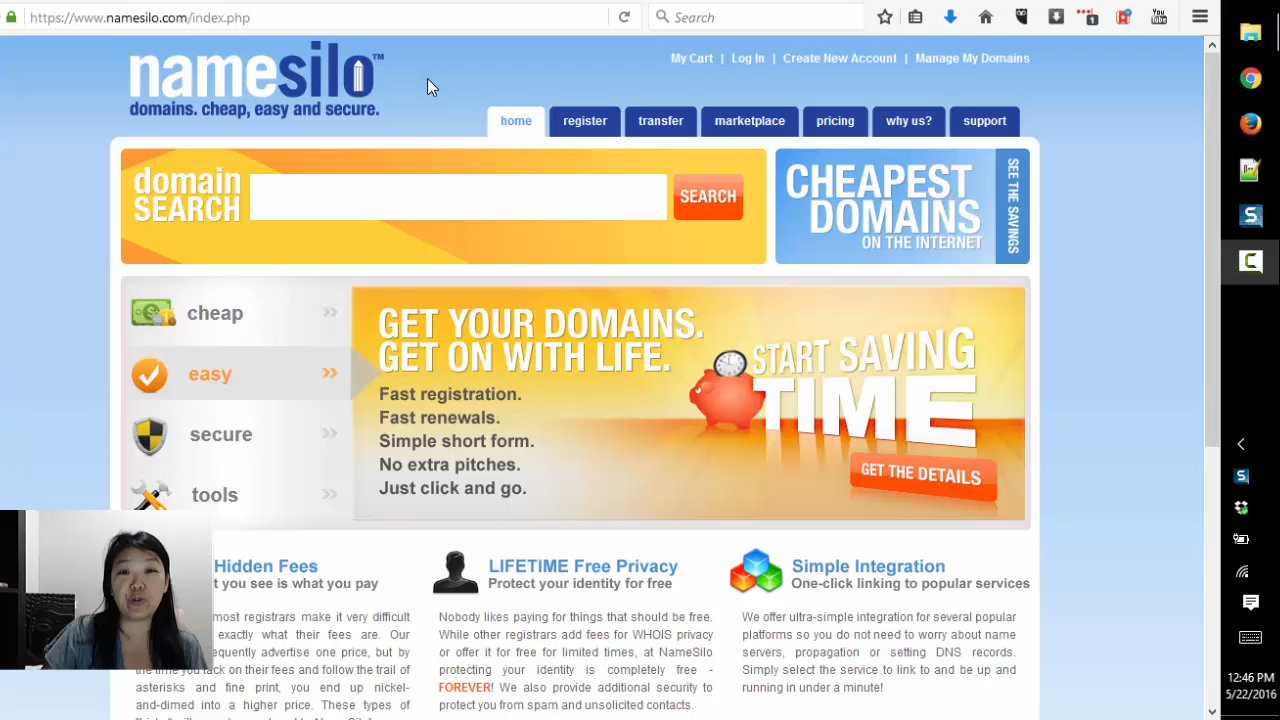 https://www.namesilo.com/index.php
Search
You
Tube
namesilo™
domains. cheap, easy and secure.
My Cart | Log In | Create New Account | Manage My Domains
home
register
transfer
marketplace
pricing
why us?
support
domain
SEARCH
SEARCH
CHEAPEST
DOMAINS
ON THE INTERNET
SEE THE SAVINGS
cheap
easy
secure
tools
GET YOUR DOMAINS.
GET ON WITH LIFE.
Fast registration.
Fast renewals.
Simple short form.
No extra pitches.
Just click and go.
START SAVING
TIME
GET THE DETAILS
Hidden Fees
t you see is what you pay
most registrars make it very difficult
exactly what their fees are. Our
equently advertise one price, but by
the time you tack on their fees and follow the trail of
asterisks and fine print, you end up nickel-
and-dimed into a higher price. These types of
LIFETIME Free Privacy
Protect your identity for free
Nobody likes paying for things that should be free.
While other registrars add fees for WHOIS privacy
or offer it for free for limited times, at NameSilo
protecting your identity is completely free -
FOREVER! We also provide additional security to
protect you from spam and unsolicited contacts.
Simple Integration
One-click linking to popular services
We offer ultra-simple integration for several popular
platforms so you do not need to worry about name
servers, propagation or setting DNS records.
Simply select the service to link to and be up and
running in under a minute!
12:46 PM
5/22/2016